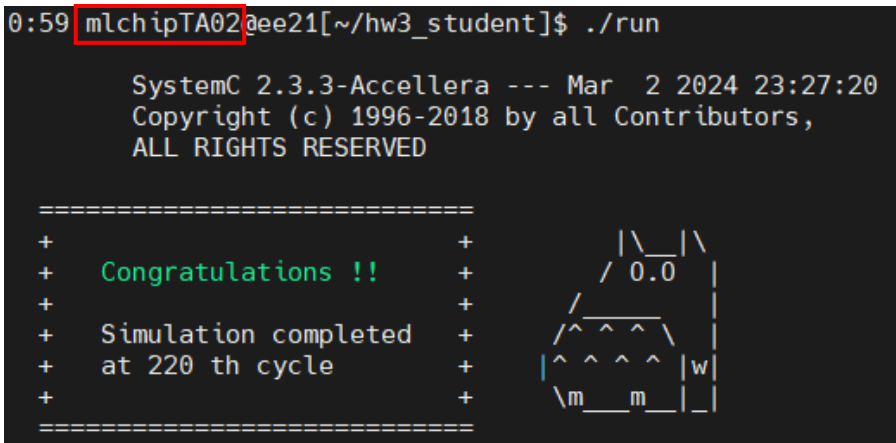 0:59 mlchipTA02@ee21[~/hw3_student]$ ./run
SystemC 2.3.3-Accellera --- Mar  2 2024 23:27:20
Copyright (c) 1996-2018 by all Contributors,
ALL RIGHTS RESERVED
============================
+                           +         |\__|\
+   Congratulations !!      +        / 0.0  |
+                           +      /_____   |
+   Simulation completed   +     /^ ^ ^ \  |
+   at 220 th cycle        +    |^ ^ ^ ^ |w|
+                           +     \m___m__|_|
============================